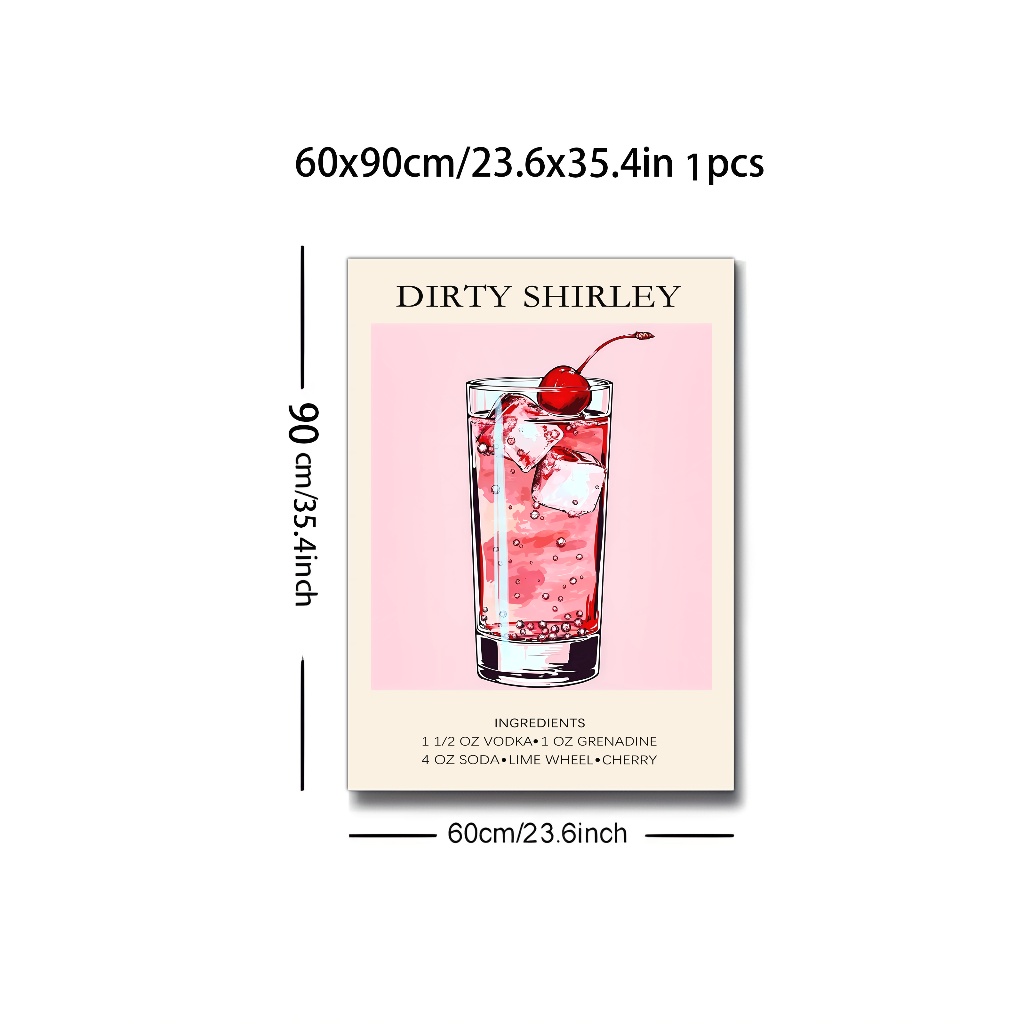 60x90cm/23.6x35.4in 1pcs
DIRTY SHIRLEY
90 cm/35.4inch
INGREDIENTS
1 1/2 OZ VODKA•1 OZ GRENADINE
4 OZ SODA•LIME WHEEL•CHERRY
60cm/23.6inch